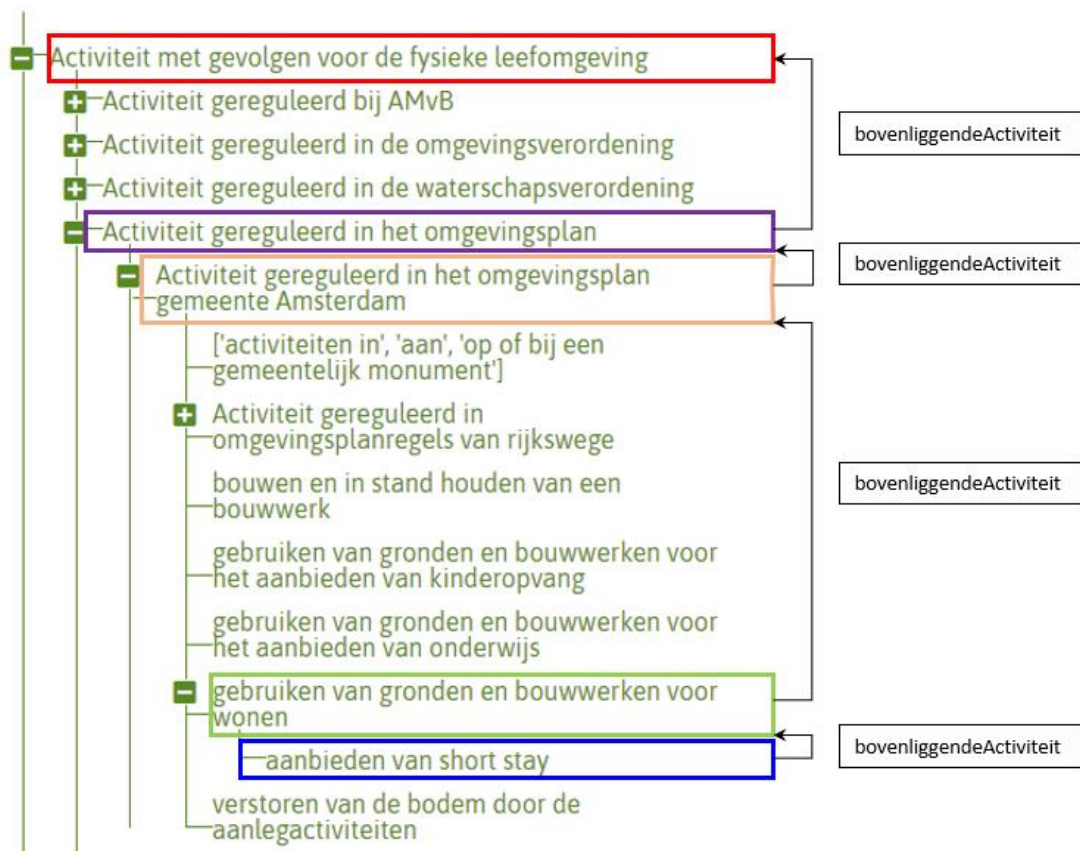 Activiteit met gevolgen voor de fysieke leefomgeving
Activiteit gereguleerd bij AMvB
bovenliggendeActiviteit
Activiteit gereguleerd in de omgevingsverordening
Activiteit gereguleerd in de waterschapsverordening
Activiteit gereguleerd in het omgevingsplan
bovenliggendeActiviteit
Activiteit gereguleerd in het omgevingsplan
gemeente Amsterdam
['activiteiten in', 'aan', 'op of bij een
gemeentelijk monument']
Activiteit gereguleerd in
omgevingsplanregels van rijkswege
bovenliggendeActiviteit
bouwen en in stand houden van een
bouwwerk
gebruiken van gronden en bouwwerken voor
het aanbieden van kinderopvang
gebruiken van gronden en bouwwerken voor
het aanbieden van onderwijs
gebruiken van gronden en bouwwerken voor
wonen
bovenliggendeActiviteit
aanbieden van short stay
verstoren van de bodem door de
aanlegactiviteiten